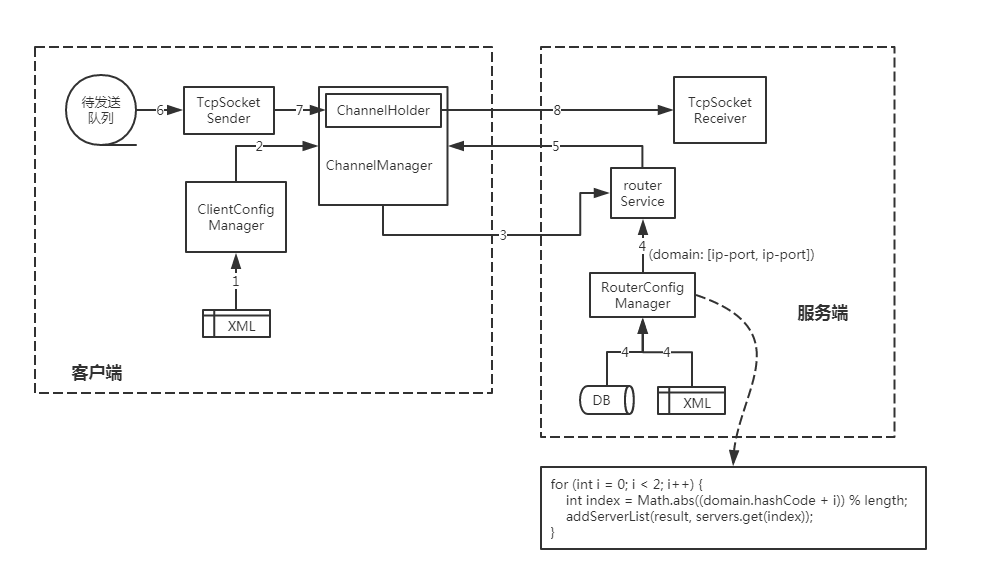 待发送
队列
6
TcpSocket
Sender
7
ChannelHolder
ChannelManager
8
TcpSocket
Receiver
2
5
ClientConfig
Manager
router
Service
3
4
(domain: [ip-port, ip-port])
1
RouterConfig
Manager
XML
服务端
4
4
客户端
DB
XML
for (int i = 0; i < 2; i++) {
int index = Math.abs((domain.hashCode + i)) % length;
addServerList(result, servers.get(index));
}